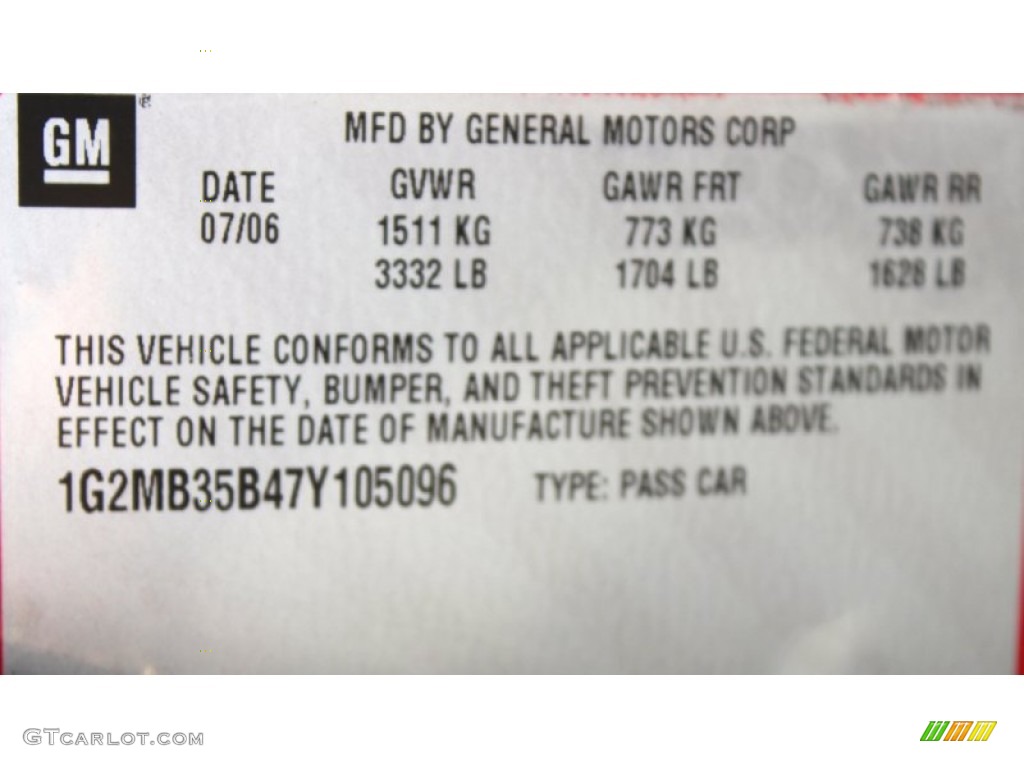 GM
MFD BY GENERAL MOTORS CORP
DATE GVWR GAWR FRT GAWR RR
07/06 1511 KG 773 KG 738 KG
3332 LB 1704 LB 1628 LB
THIS VEHICLE CONFORMS TO ALL APPLICABLE U.S. FEDERAL MOTOR
VEHICLE SAFETY, BUMPER, AND THEFT PREVENTION STANDARDS IN
EFFECT ON THE DATE OF MANUFACTURE SHOWN ABOVE.
1G2MB35B47Y105096 TYPE: PASS CAR
GTCARLOT.COM